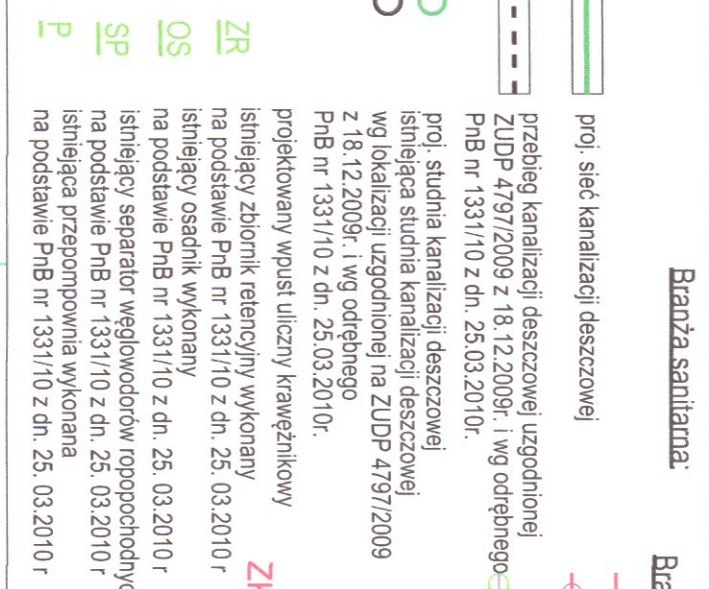 Branża sanitarna:
proj. sieć kanalizacji deszczowej
przebieg kanalizacji deszczowej uzgodnionej
ZUDP 4797/2009 z 18.12.2009r. i wg odrębnego
PnB nr 1331/10 z dn. 25.03.2010r.
proj. studnia kanalizacji deszczowej
istniejąca studnia kanalizacji deszczowej
wg lokalizacji uzgodnionej na ZUDP 4797/2009
z 18.12.2009r. i wg odrębnego
PnB nr 1331/10 z dn. 25.03.2010r.
projektowany wpust uliczny krawężnikowy
ZR istniejący zbiornik retencyjny wykonany
na podstawie PnB nr 1331/10 z dn. 25. 03.2010 r
OS istniejący osadnik wykonany
na podstawie PnB nr 1331/10 z dn. 25. 03.2010 r
SP istniejący separator węglowodorów ropopochodnyc
na podstawie PnB nr 1331/10 z dn. 25. 03.2010 r
P istniejąca przepompownia wykonana
na podstawie PnB nr 1331/10 z dn. 25. 03.2010 r
Bra